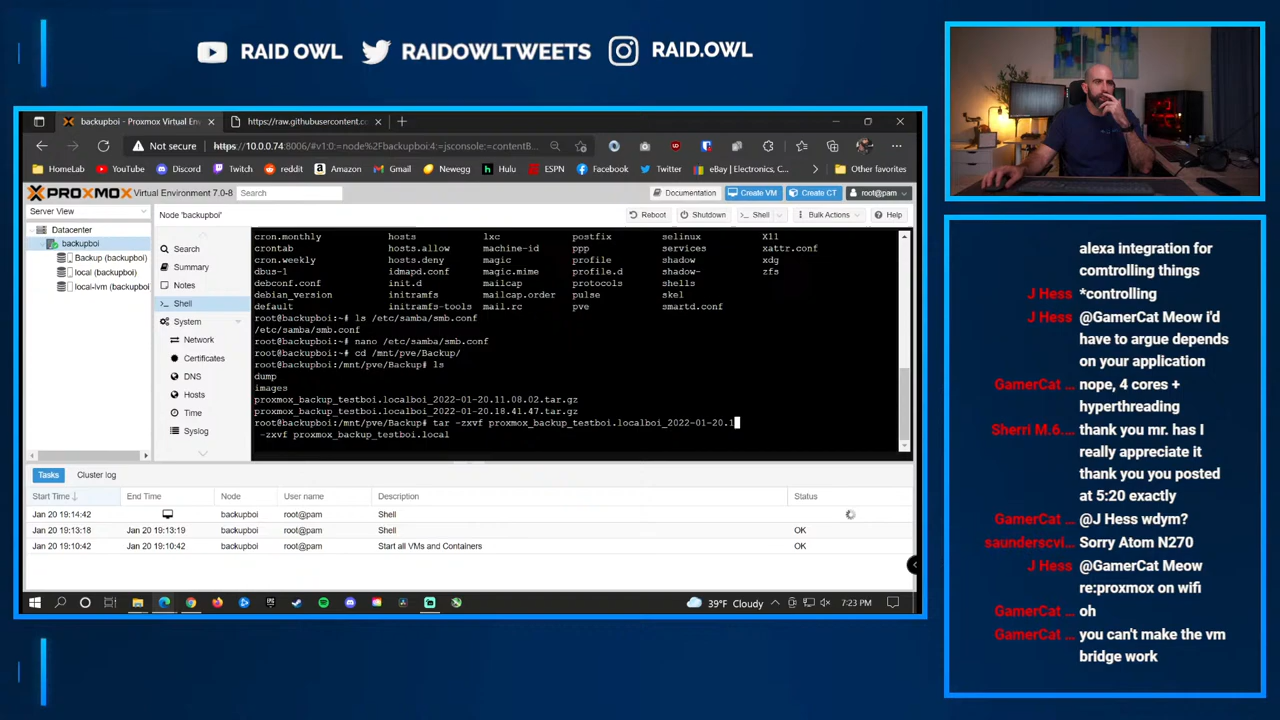 RAID OWL RAIDOWLTWEETS RAID.OWL
backupboi - Proxmox Virtual Env
https://raw.githubusercontent.c
Not secure https://10.0.0.74:8006/#v1:0:=node%2Fbackupboi:4:=jsconsole=contentB...
HomeLab YouTube Discord Twitch reddit Amazon Gmail Newegg Hulu ESPN Facebook Twitter eBay (Electronics, C... Other favorites
PROXMOX Virtual Environment 7.0-8 Search Documentation Create VM Create CT root@pam
Server View
Node 'backupboi' Reboot Shutdown Shell Bulk Actions Help
Datacenter
backupboi
Backup (backupboi)
local (backupboi)
local-lvm (backupboi
Search
Summary
Notes
Shell
System
Network
Certificates
DNS
Hosts
Time
Syslog
cron.monthly hosts lxc postfix selinux X11
crontab hosts.allow machine-id ppp services xattr.conf
cron.weekly hosts.deny magic profile shadow xdg
dbus-1 idmapd.conf magic.mime profile.d shadow- zfs
debconf.conf init.d mailcap protocols shells
debian_version initramfs mailcap.order pulse skel
default initramfs-tools mail.rc pve smartd.conf
root@backupboi:~# ls /etc/samba/smb.conf
/etc/samba/smb.conf
root@backupboi:~# nano /etc/samba/smb.conf
root@backupboi:~# cd /mnt/pve/Backup/
root@backupboi:/mnt/pve/Backup# ls
dump
images
proxmox_backup_testboi.localboi_2022-01-20.11.08.02.tar.gz
proxmox_backup_testboi.localboi_2022-01-20.18.41.47.tar.gz
root@backupboi:/mnt/pve/Backup# tar -zxvf proxmox_backup_testboi.localboi_2022-01-20.1
-zxvf proxmox_backup_testboi.local
Tasks Cluster log
Start Time End Time Node User name Description Status
Jan 20 19:14:42 backupboi root@pam Shell
Jan 20 19:13:18 Jan 20 19:13:19 backupboi root@pam Shell OK
Jan 20 19:10:42 Jan 20 19:10:42 backupboi root@pam Start all VMs and Containers OK
39°F Cloudy 7:23 PM
alexa integration for
comtrolling things
J Hess *controlling
J Hess @GamerCat Meow i'd
have to argue depends
on your application
GamerCat ... nope, 4 cores +
hyperthreading
Sherri M.6.... thank you mr. has I
really appreciate it
thank you you posted
at 5:20 exactly
GamerCat ... @J Hess wdym?
saunderscvi... Sorry Atom N270
J Hess @GamerCat Meow
re:proxmox on wifi
GamerCat ... oh
GamerCat ... you can't make the vm
bridge work